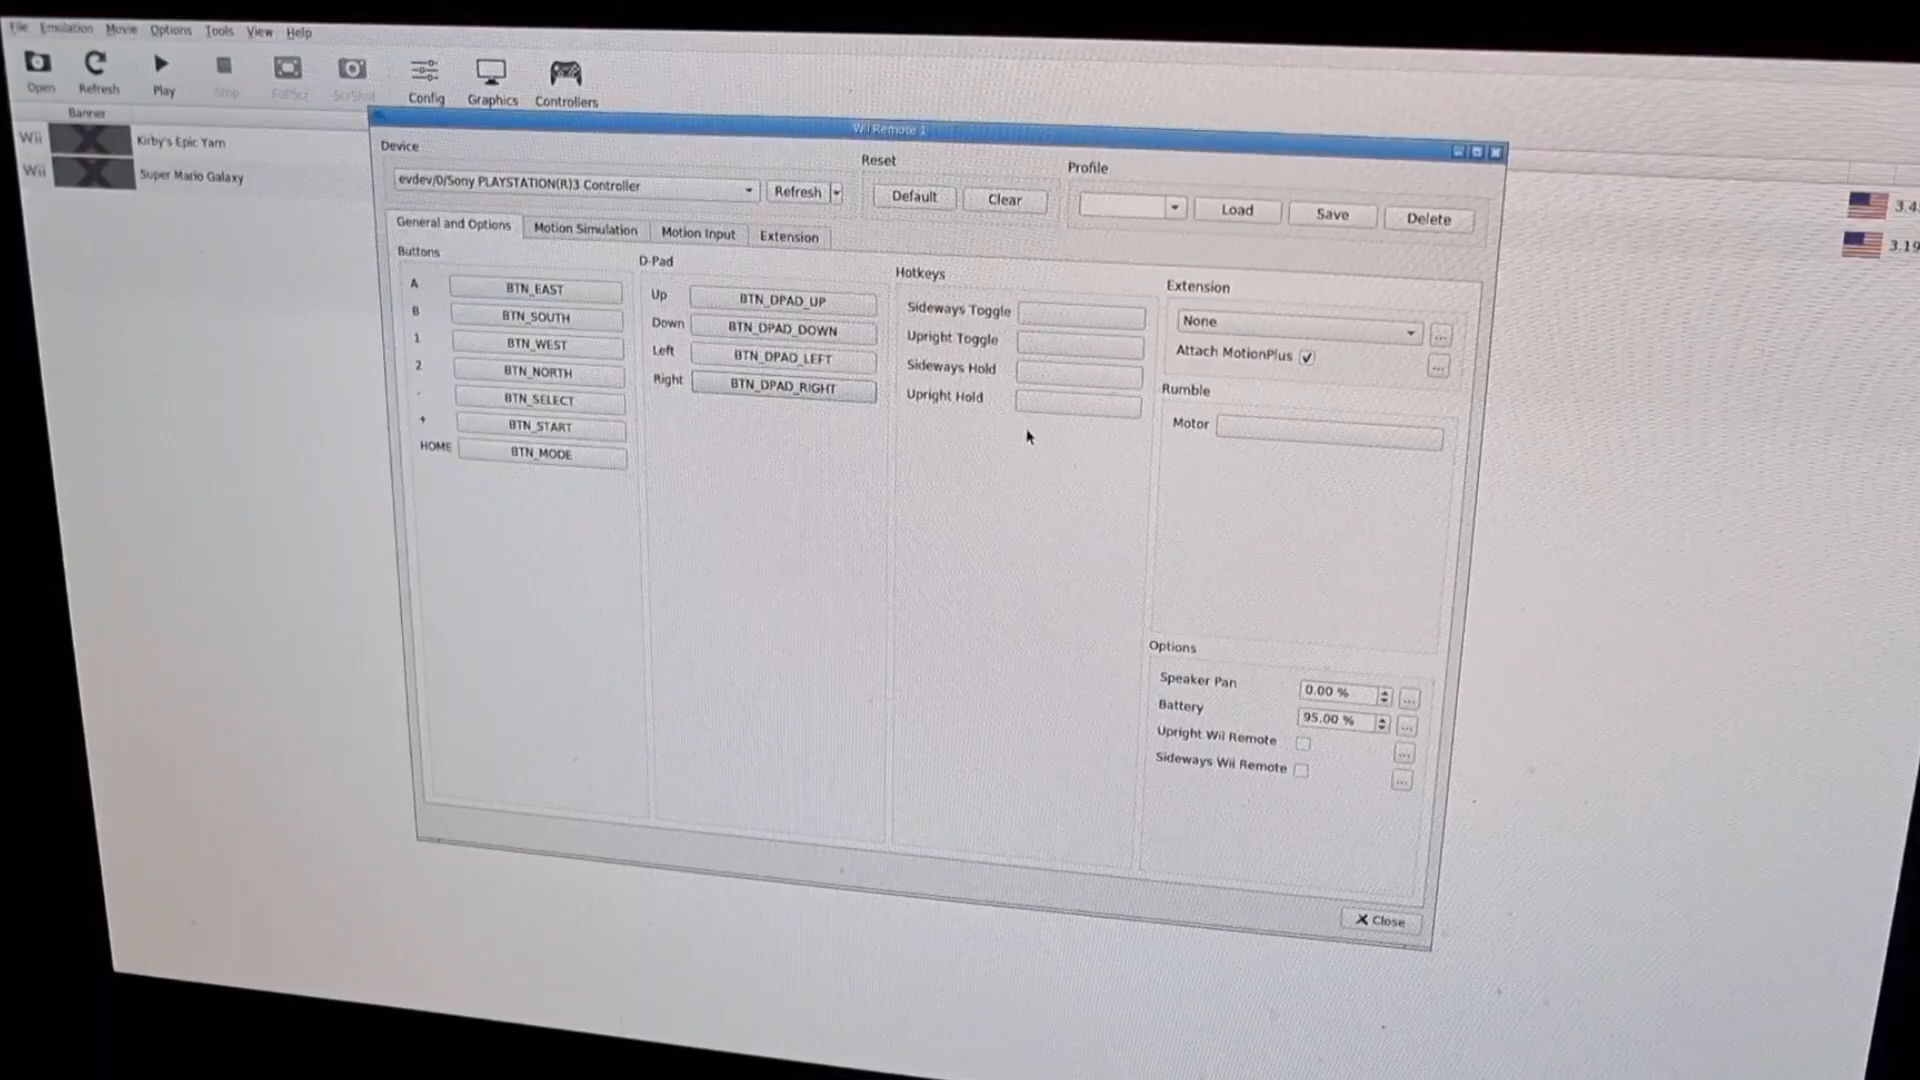 File Emulation Movie Options Tools View Help
Open Refresh Play Stop FullScr ScrShot Config Graphics Controllers
Banner
Wii Kirby's Epic Yarn
Wii Super Mario Galaxy
3.19
Wii Remote 1
Device
evdev/0/Sony PLAYSTATION(R)3 Controller
Refresh
Reset
Default Clear
Profile
Load Save Delete
General and Options Motion Simulation Motion Input Extension
Buttons
A BTN_EAST
B BTN_SOUTH
1 BTN_WEST
2 BTN_NORTH
- BTN_SELECT
+ BTN_START
HOME BTN_MODE
D-Pad
Up BTN_DPAD_UP
Down BTN_DPAD_DOWN
Left BTN_DPAD_LEFT
Right BTN_DPAD_RIGHT
Hotkeys
Sideways Toggle
Upright Toggle
Sideways Hold
Upright Hold
Extension
None ...
Attach MotionPlus ✓ ...
Rumble
Motor
Options
Speaker Pan 0.00 % ...
Battery 95.00 % ...
Upright Wii Remote ...
Sideways Wii Remote ...
Close